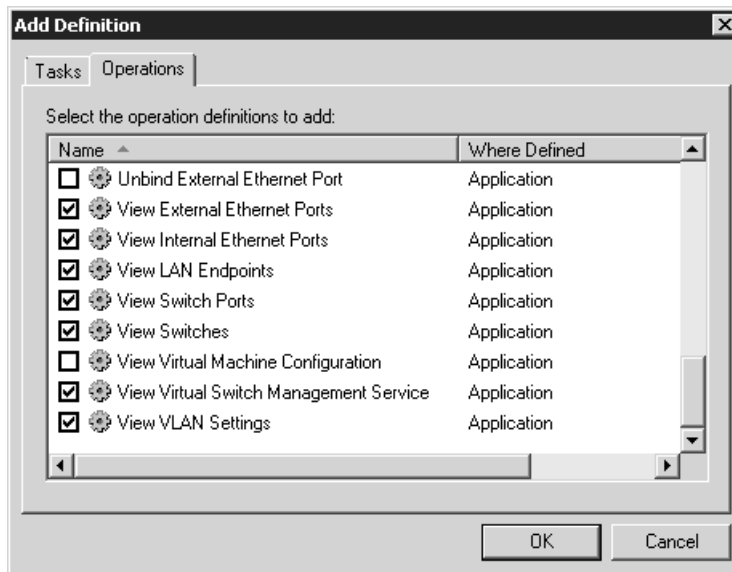 Add Definition
Tasks Operations
Select the operation definitions to add:
Name Where Defined
Unbind External Ethernet Port Application
View External Ethernet Ports Application
View Internal Ethernet Ports Application
View LAN Endpoints Application
View Switch Ports Application
View Switches Application
View Virtual Machine Configuration Application
View Virtual Switch Management Service Application
View VLAN Settings Application
OK Cancel